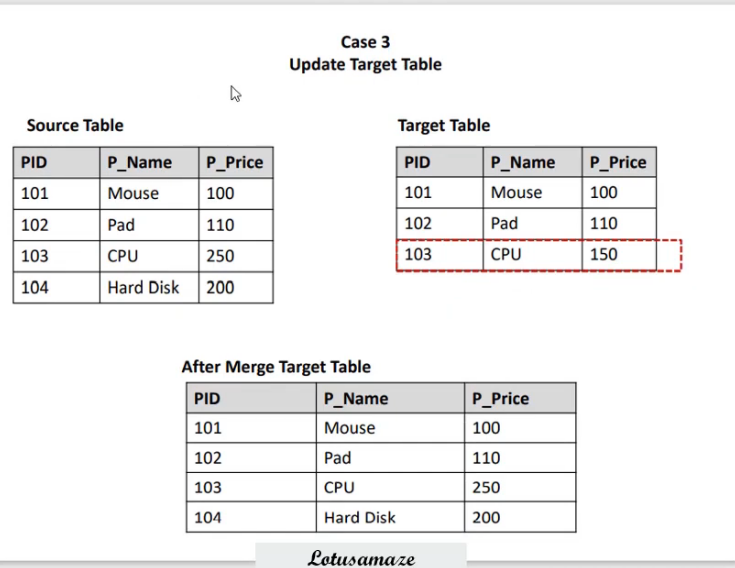 Case 3
Update Target Table
Source Table
PID P_Name P_Price
101 Mouse 100
102 Pad 110
103 CPU 250
104 Hard Disk 200
Target Table
PID P_Name P_Price
101 Mouse 100
102 Pad 110
103 CPU 150
After Merge Target Table
PID P_Name P_Price
101 Mouse 100
102 Pad 110
103 CPU 250
104 Hard Disk 200
Lotusamaze